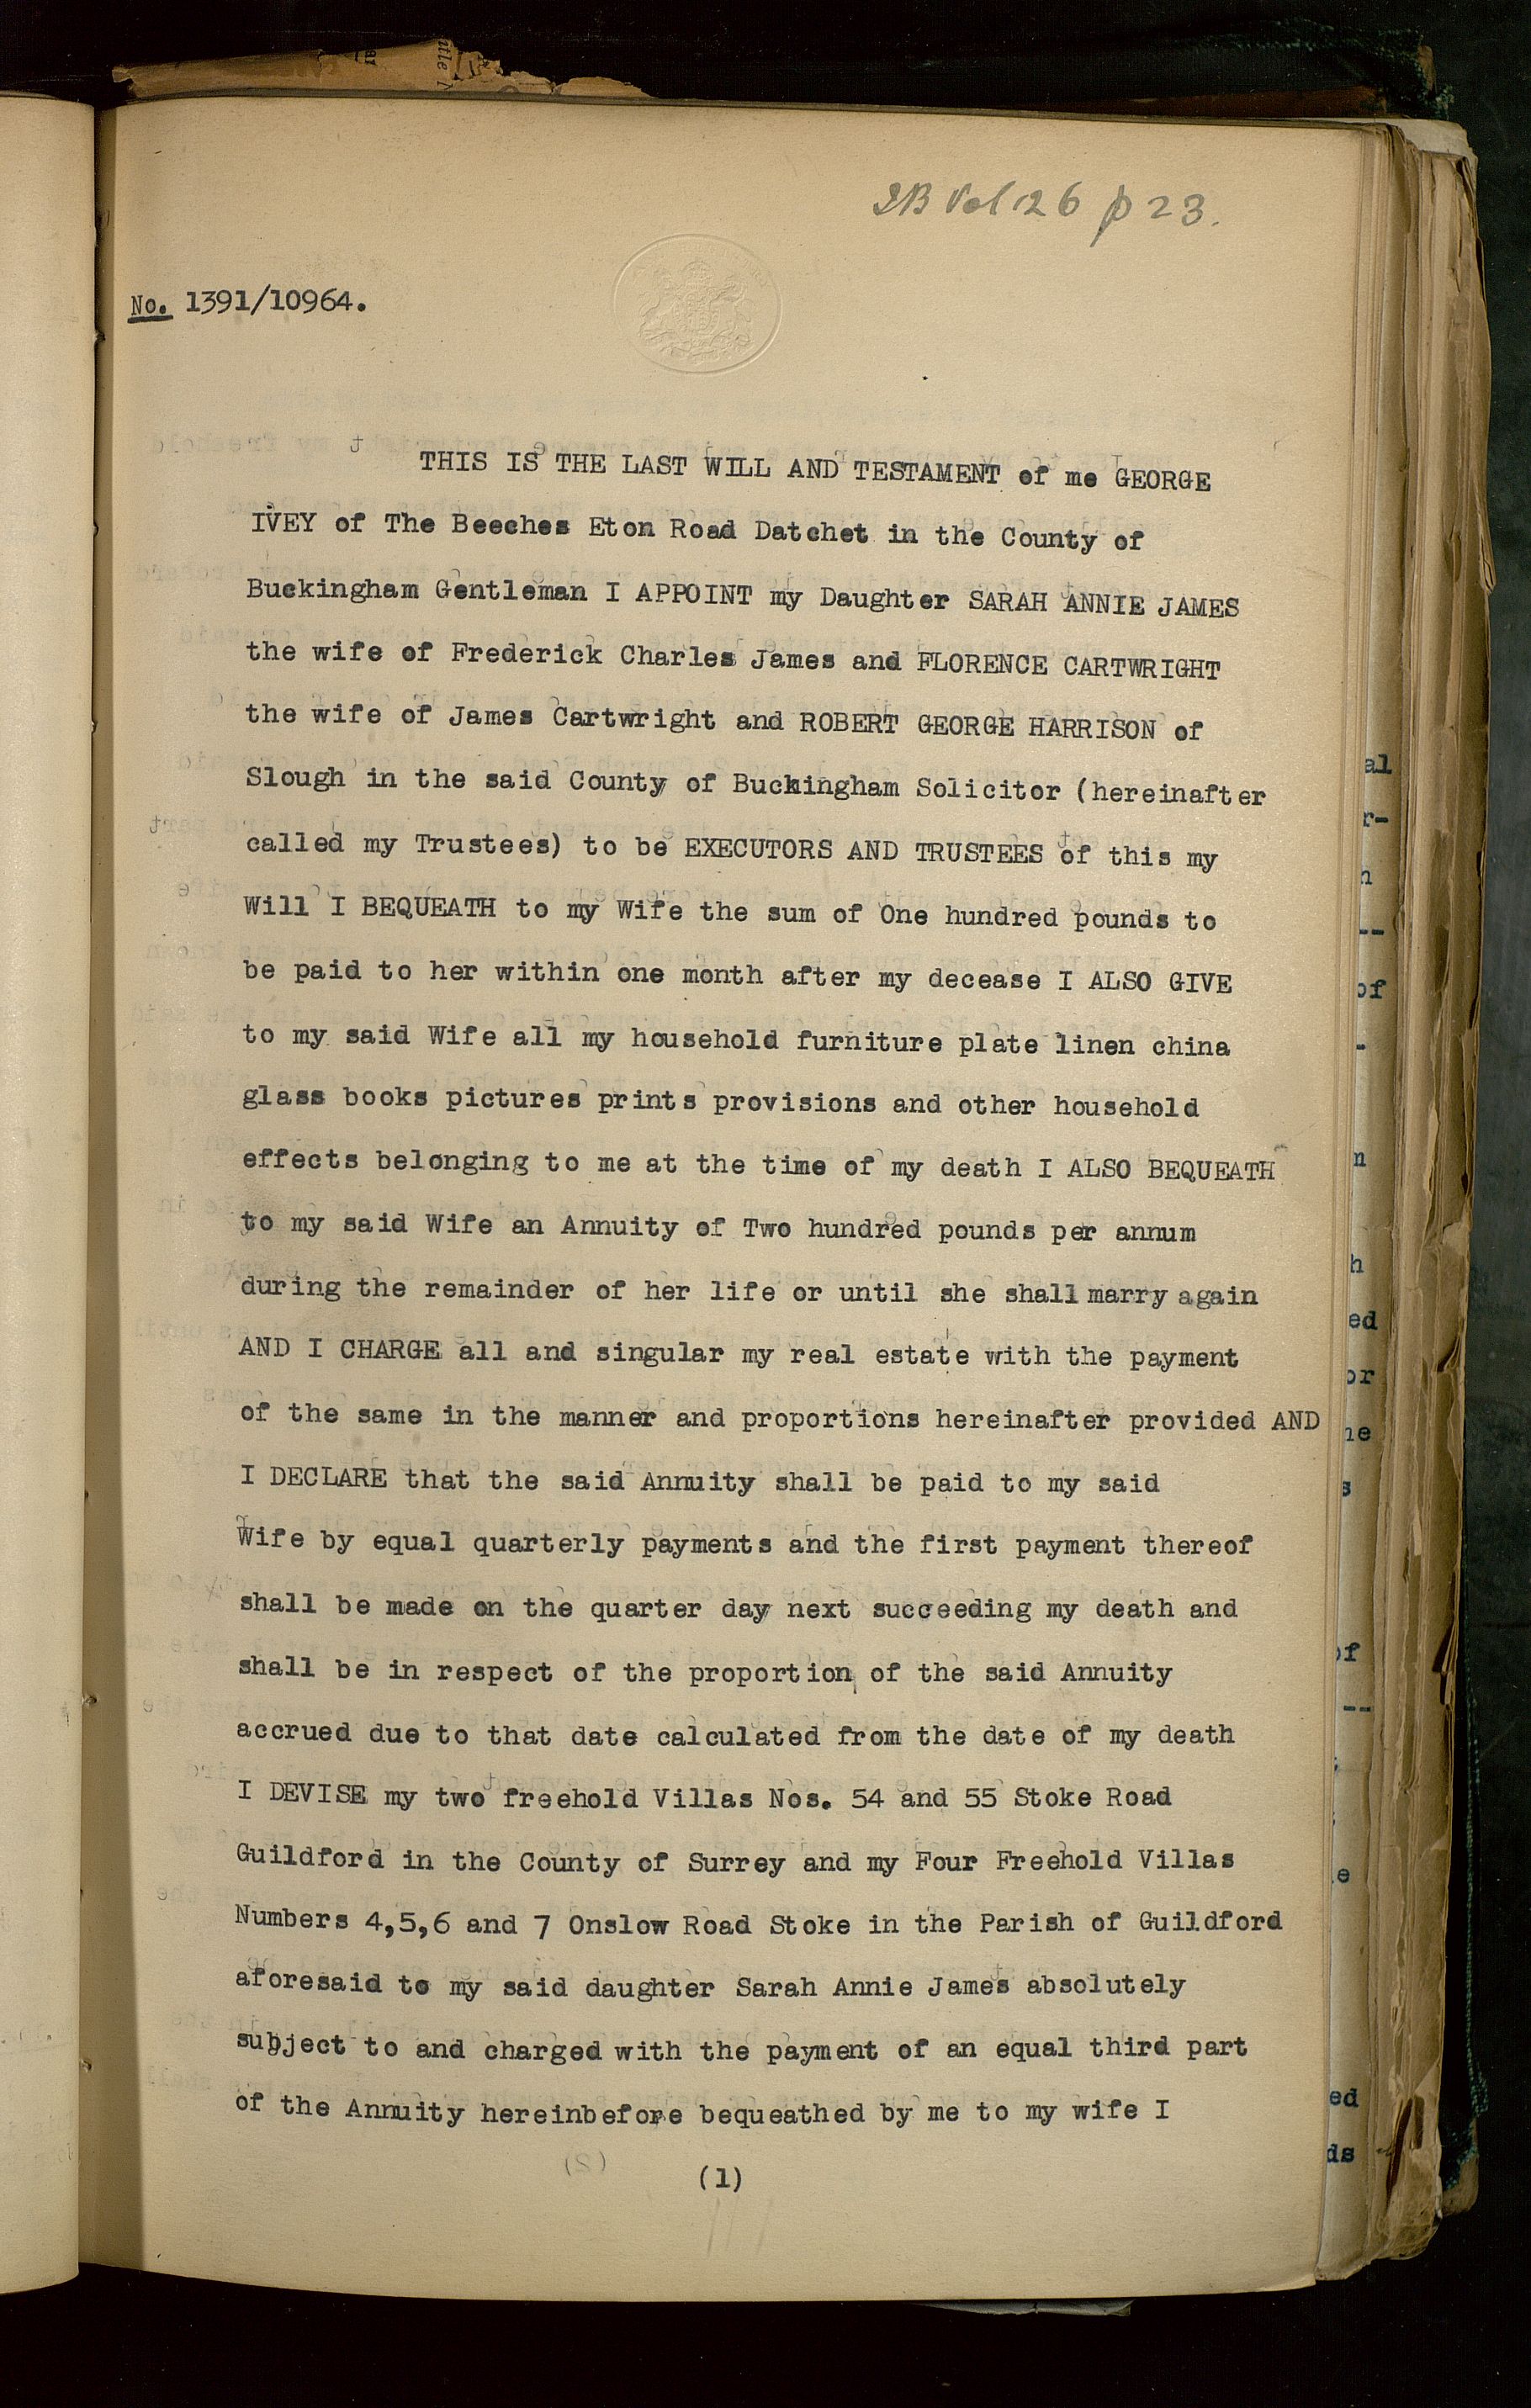 Vol 26 p 23.
No. 1391/10964.
THIS IS THE LAST WILL AND TESTAMENT of me GEORGE
IVEY of The Beeches Eton Road Datchet in the County of
Buckingham Gentleman I APPOINT my Daughter SARAH ANNIE JAMES
the wife of Frederick Charles James and FLORENCE CARTWRIGHT
the wife of James Cartwright and ROBERT GEORGE HARRISON of
Slough in the said County of Buckingham Solicitor (hereinafter
called my Trustees) to be EXECUTORS AND TRUSTEES of this my
Will I BEQUEATH to my Wife the sum of One hundred pounds to
be paid to her within one month after my decease I ALSO GIVE
to my said Wife all my household furniture plate linen china
glass books pictures prints provisions and other household
effects belonging to me at the time of my death I ALSO BEQUEATH
to my said Wife an Annuity of Two hundred pounds per annum
during the remainder of her life or until she shall marry again
AND I CHARGE all and singular my real estate with the payment
of the same in the manner and proportions hereinafter provided AND
I DECLARE that the said Annuity shall be paid to my said
Wife by equal quarterly payments and the first payment thereof
shall be made on the quarter day next succeeding my death and
shall be in respect of the proportion of the said Annuity
accrued due to that date calculated from the date of my death
I DEVISE my two freehold Villas Nos. 54 and 55 Stoke Road
Guildford in the County of Surrey and my Four Freehold Villas
Numbers 4,5,6 and 7 Onslow Road Stoke in the Parish of Guildford
aforesaid to my said daughter Sarah Annie James absolutely
subject to and charged with the payment of an equal third part
of the Annuity hereinbefore bequeathed by me to my wife I
(1)